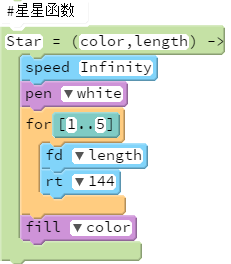 #星星函数
Star = (color,length) ->
speed Infinity
pen ▼white
for [1..5]
fd ▼length
rt ▼144
fill ▼color